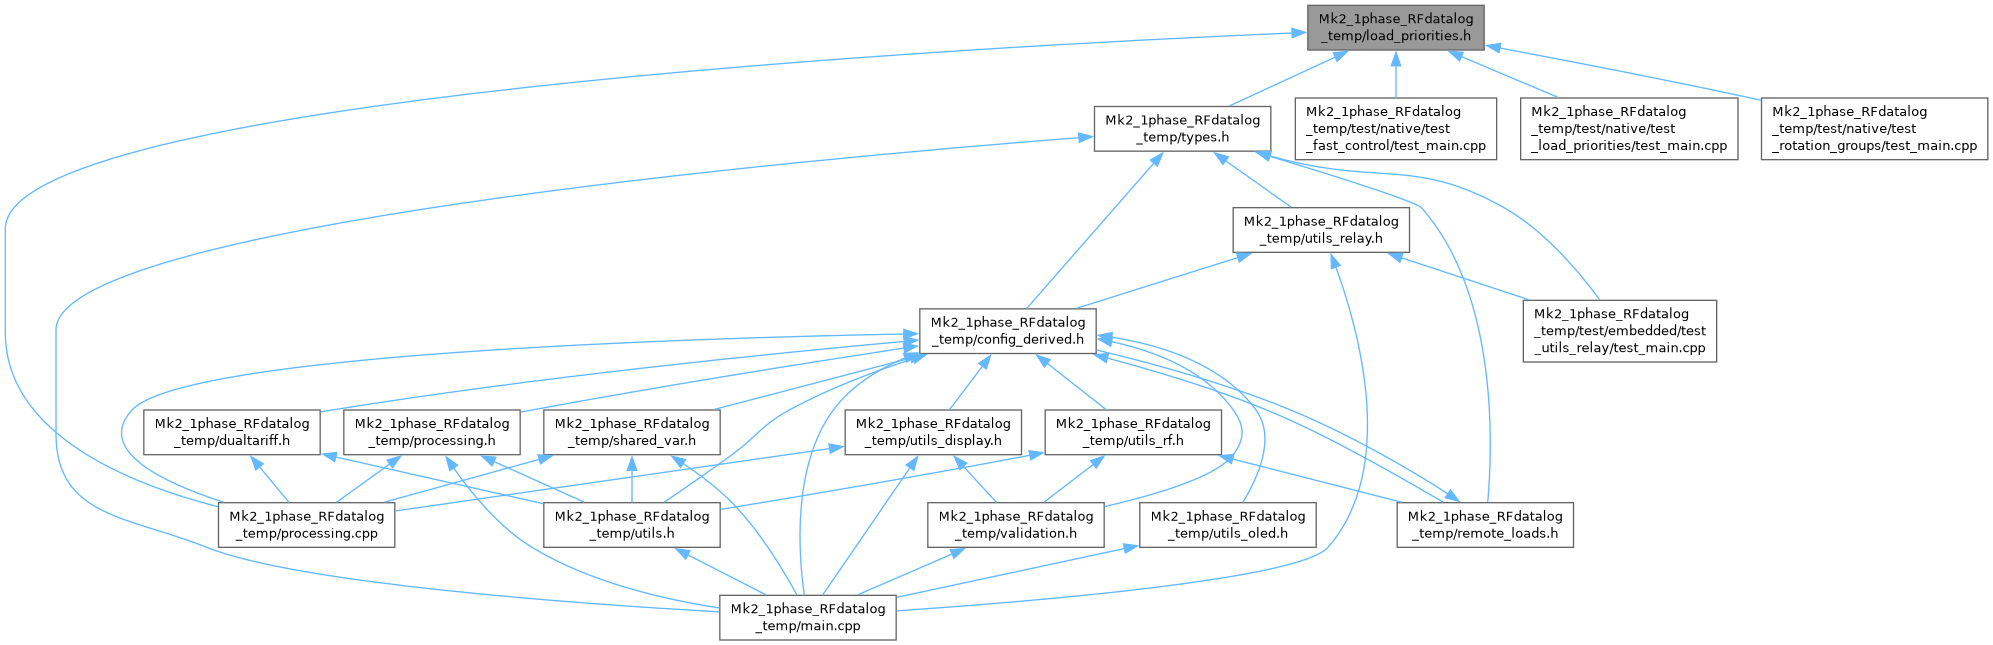 Mk2_1phase_RFdatalog
_temp/load_priorities.h
Mk2_1phase_RFdatalog
_temp/types.h
Mk2_1phase_RFdatalog
_temp/test/native/test
_fast_control/test_main.cpp
Mk2_1phase_RFdatalog
_temp/test/native/test
_load_priorities/test_main.cpp
Mk2_1phase_RFdatalog
_temp/test/native/test
_rotation_groups/test_main.cpp
Mk2_1phase_RFdatalog
_temp/utils_relay.h
Mk2_1phase_RFdatalog
_temp/config_derived.h
Mk2_1phase_RFdatalog
_temp/test/embedded/test
_utils_relay/test_main.cpp
Mk2_1phase_RFdatalog
_temp/dualtariff.h
Mk2_1phase_RFdatalog
_temp/processing.h
Mk2_1phase_RFdatalog
_temp/shared_var.h
Mk2_1phase_RFdatalog
_temp/utils_display.h
Mk2_1phase_RFdatalog
_temp/utils_rf.h
Mk2_1phase_RFdatalog
_temp/processing.cpp
Mk2_1phase_RFdatalog
_temp/utils.h
Mk2_1phase_RFdatalog
_temp/validation.h
Mk2_1phase_RFdatalog
_temp/utils_oled.h
Mk2_1phase_RFdatalog
_temp/remote_loads.h
Mk2_1phase_RFdatalog
_temp/main.cpp